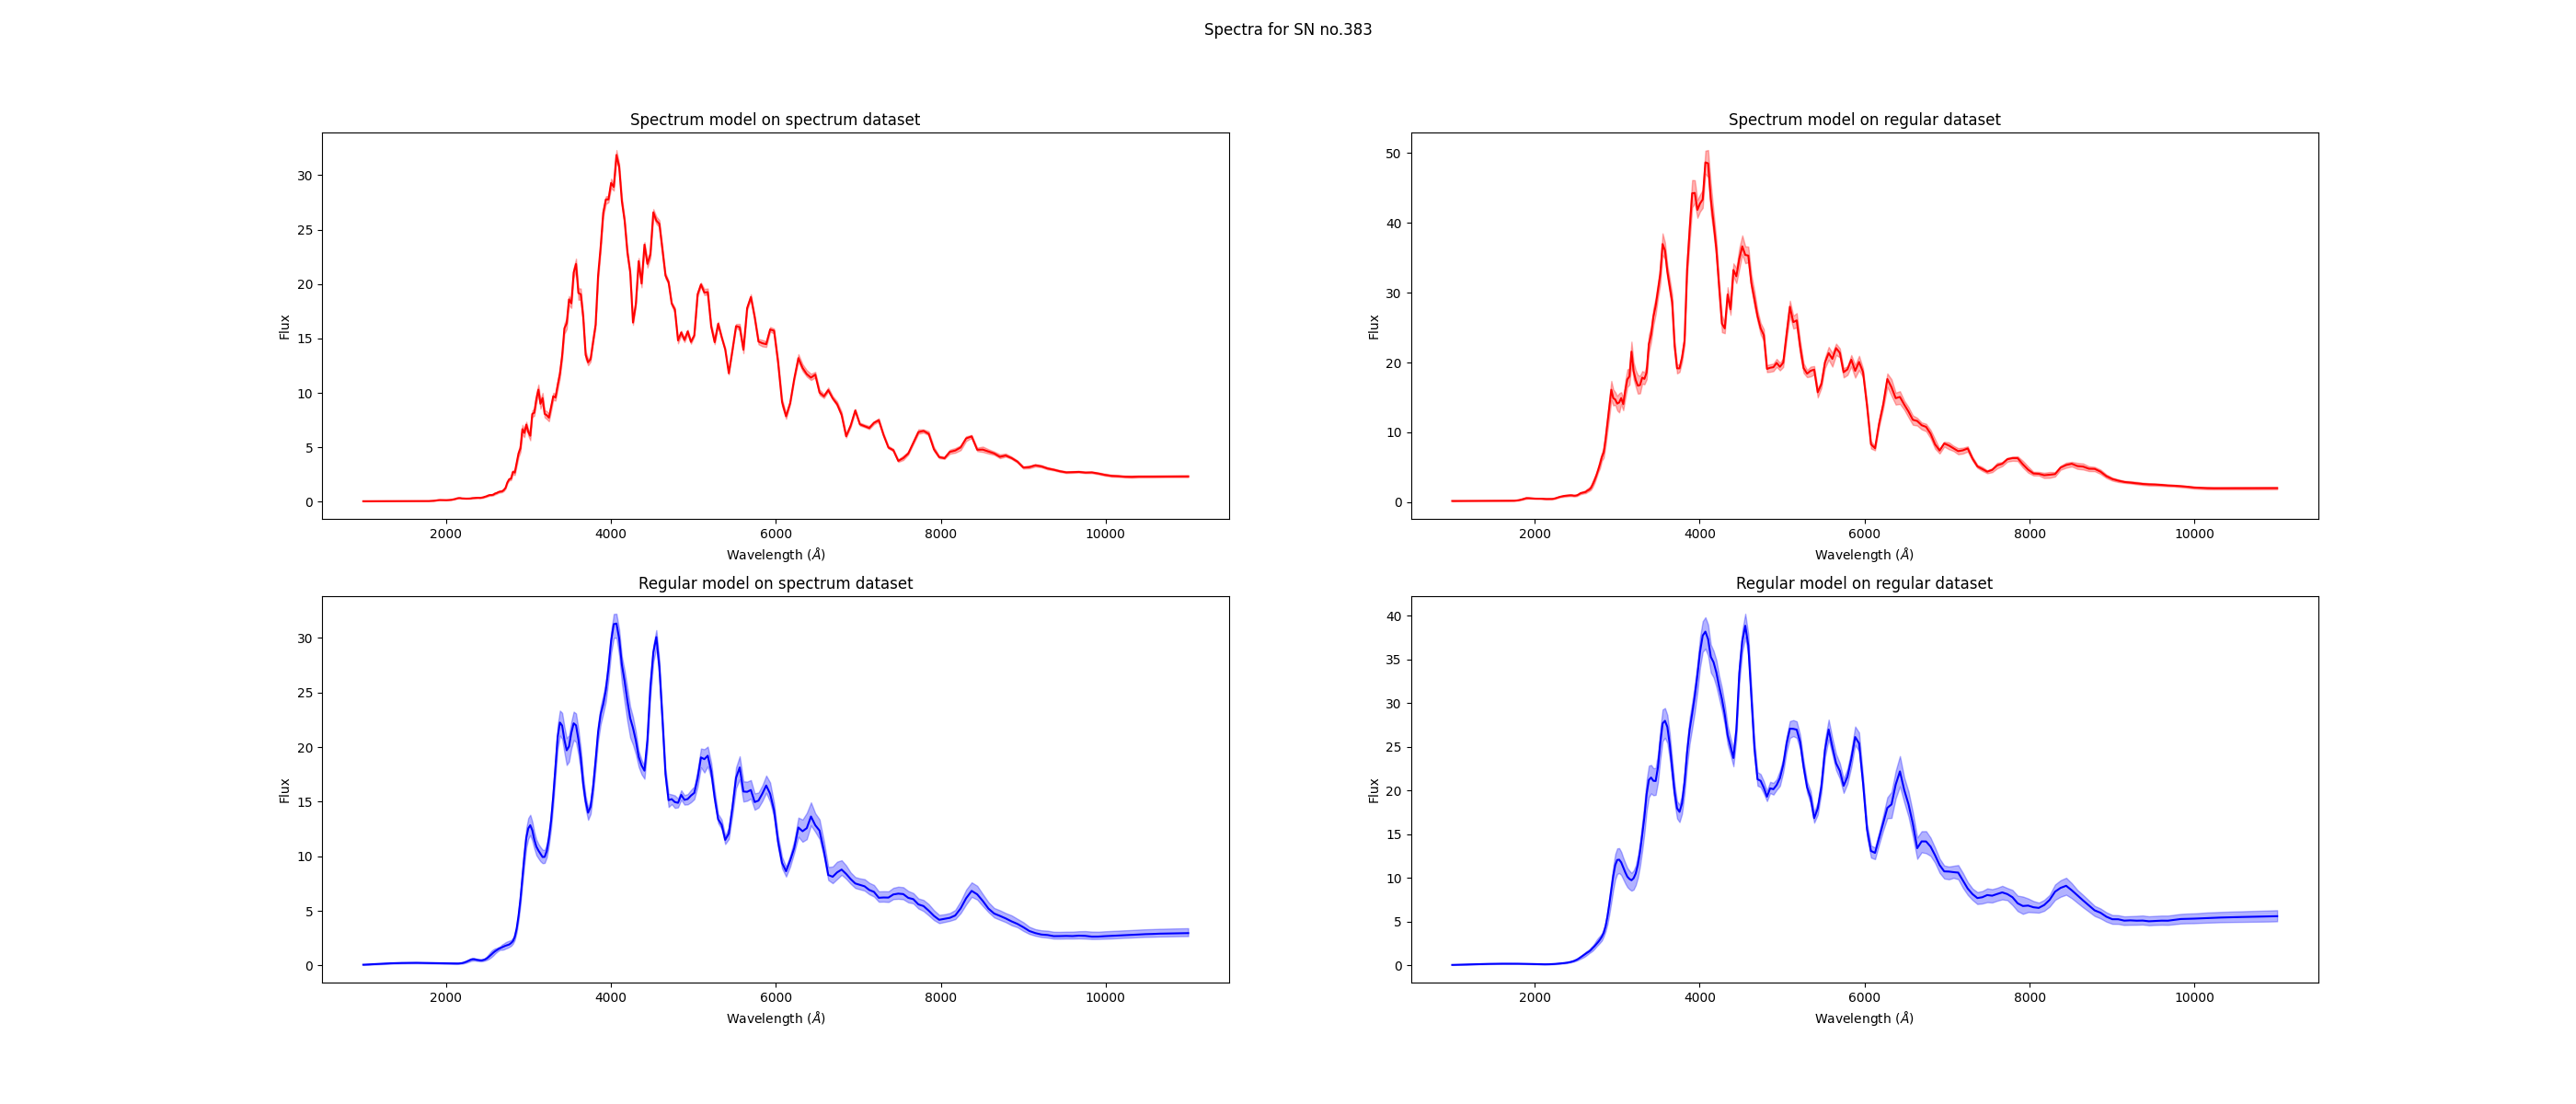 Spectra for SN no.383
Spectrum model on spectrum dataset
30
25
20
15
10
5
0
Flux
2000 4000 6000 8000 10000
Wavelength (Å)
Spectrum model on regular dataset
50
40
30
20
10
0
Flux
2000 4000 6000 8000 10000
Wavelength (Å)
Regular model on spectrum dataset
30
25
20
15
10
5
0
Flux
2000 4000 6000 8000 10000
Wavelength (Å)
Regular model on regular dataset
40
35
30
25
20
15
10
5
0
Flux
2000 4000 6000 8000 10000
Wavelength (Å)